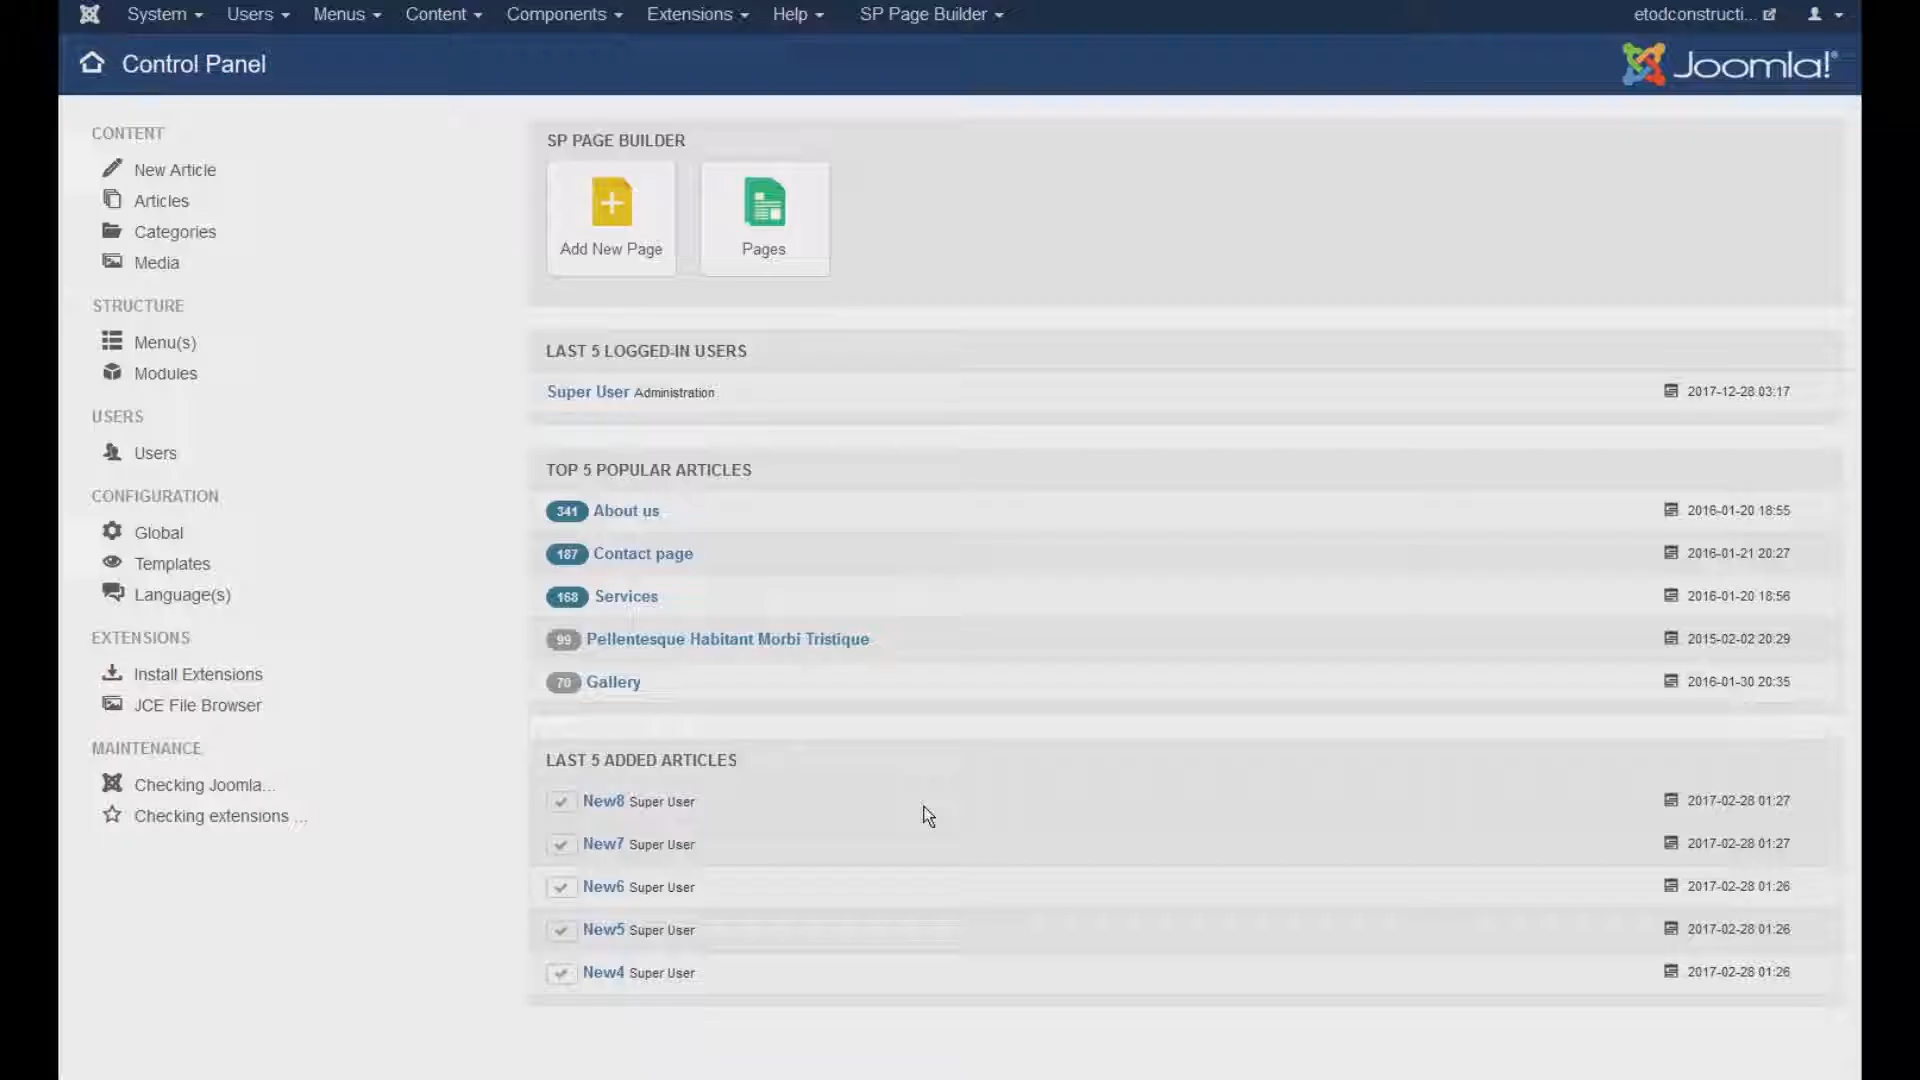 System Users Menus Content Components Extensions Help SP Page Builder etodconstructi...
Control Panel Joomla!
CONTENT
New Article
Articles
Categories
Media
STRUCTURE
Menu(s)
Modules
USERS
Users
CONFIGURATION
Global
Templates
Language(s)
EXTENSIONS
Install Extensions
JCE File Browser
MAINTENANCE
Checking Joomla...
Checking extensions ...
SP PAGE BUILDER
Add New Page Pages
LAST 5 LOGGED-IN USERS
Super User Administration 2017-12-28 03:17
TOP 5 POPULAR ARTICLES
341 About us 2016-01-20 18:55
187 Contact page 2016-01-21 20:27
168 Services 2016-01-20 18:56
99 Pellentesque Habitant Morbi Tristique 2015-02-02 20:29
70 Gallery 2016-01-30 20:35
LAST 5 ADDED ARTICLES
New8 Super User 2017-02-28 01:27
New7 Super User 2017-02-28 01:27
New6 Super User 2017-02-28 01:26
New5 Super User 2017-02-28 01:26
New4 Super User 2017-02-28 01:26